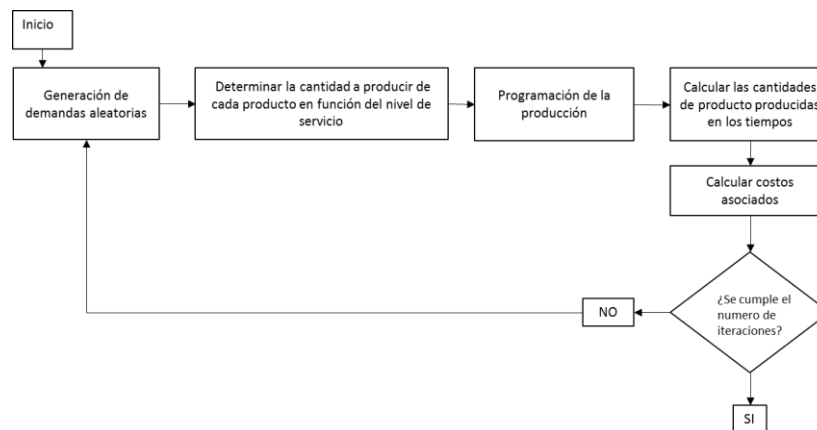 Inicio
Generación de
demandas aleatorias
Determinar la cantidad a producir de
cada producto en función del nivel de
servicio
Programación de la
producción
Calcular las cantidades
de producto producidas
en los tiempos
Calcular costos
asociados
¿Se cumple el
numero de
iteraciones?
NO
SI